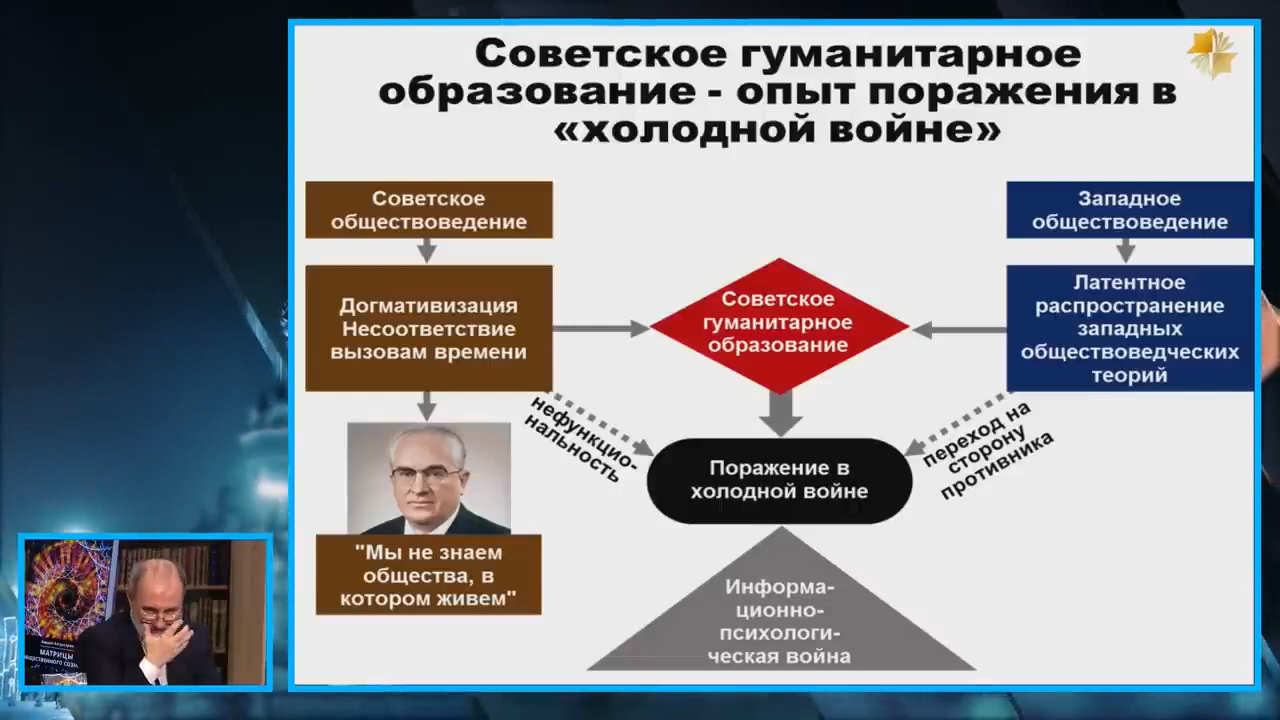 Советское гуманитарное
образование - опыт поражения в
«холодной войне»
Советское
обществоведение
Западное
обществоведение
Догмативизация
Несоответствие
вызовам времени
Советское
гуманитарное
образование
Латентное
распространение
западных
обществоведческих
теорий
нефункцио-
нальность
переход на
сторону
противника
Поражение в
холодной войне
"Мы не знаем
общества, в
котором живем"
Информа-
ционно-
психологи-
ческая война
МАТРИЦЫ